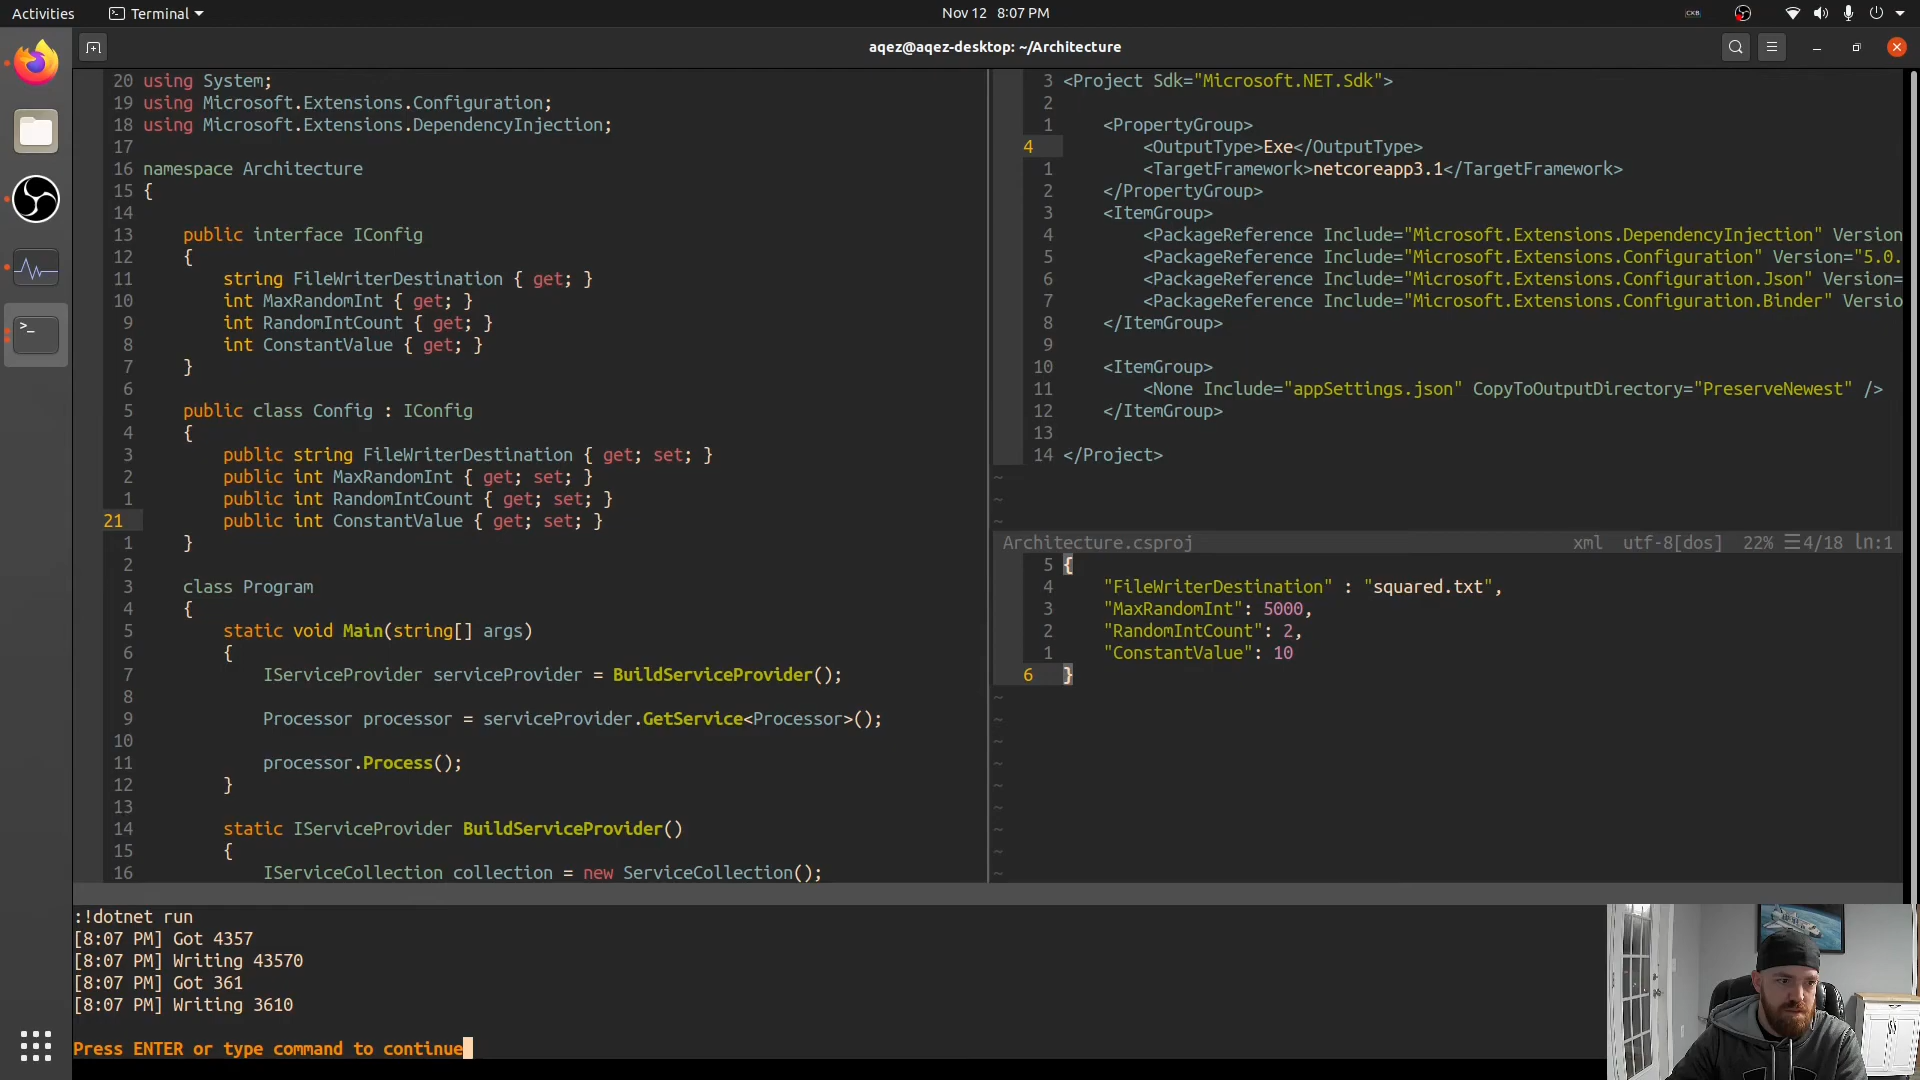 Activities
Terminal
Nov 12 8:07 PM
aqez@aqez-desktop: ~/Architecture
20 using System;
19 using Microsoft.Extensions.Configuration;
18 using Microsoft.Extensions.DependencyInjection;
17
16 namespace Architecture
15 {
14
13 public interface IConfig
12 {
11 string FileWriterDestination { get; }
10 int MaxRandomInt { get; }
9 int RandomIntCount { get; }
8 int ConstantValue { get; }
7 }
6
5 public class Config : IConfig
4 {
3 public string FileWriterDestination { get; set; }
2 public int MaxRandomInt { get; set; }
1 public int RandomIntCount { get; set; }
21 public int ConstantValue { get; set; }
1 }
2
3 class Program
4 {
5 static void Main(string[] args)
6 {
7 IServiceProvider serviceProvider = BuildServiceProvider();
8
9 Processor processor = serviceProvider.GetService<Processor>();
10
11 processor.Process();
12 }
13
14 static IServiceProvider BuildServiceProvider()
15 {
16 IServiceCollection collection = new ServiceCollection();
3 <Project Sdk="Microsoft.NET.Sdk">
2
1 <PropertyGroup>
4 <OutputType>Exe</OutputType>
1 <TargetFramework>netcoreapp3.1</TargetFramework>
2 </PropertyGroup>
3 <ItemGroup>
4 <PackageReference Include="Microsoft.Extensions.DependencyInjection" Version
5 <PackageReference Include="Microsoft.Extensions.Configuration" Version="5.0.
6 <PackageReference Include="Microsoft.Extensions.Configuration.Json" Version=
7 <PackageReference Include="Microsoft.Extensions.Configuration.Binder" Versio
8 </ItemGroup>
9
10 <ItemGroup>
11 <None Include="appSettings.json" CopyToOutputDirectory="PreserveNewest" />
12 </ItemGroup>
13
14 </Project>
~
~
~
Architecture.csproj xml utf-8[dos] 22% ☰4/18 ln:1
5 {
4 "FileWriterDestination" : "squared.txt",
3 "MaxRandomInt": 5000,
2 "RandomIntCount": 2,
1 "ConstantValue": 10
6 }
~
~
~
~
~
~
~
~
~
:!dotnet run
[8:07 PM] Got 4357
[8:07 PM] Writing 43570
[8:07 PM] Got 361
[8:07 PM] Writing 3610
Press ENTER or type command to continue